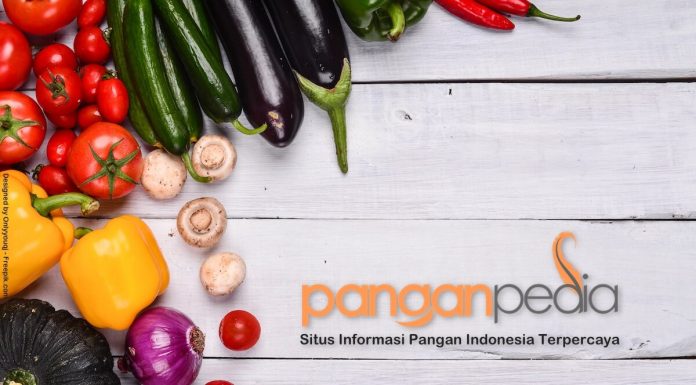 Designed by Onlyyouqj - Freepik.com
panganpedia
Situs Informasi Pangan Indonesia Terpercaya